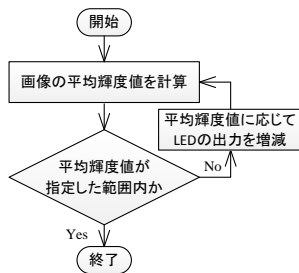 開始
画像の平均輝度値を計算
平均輝度値に応じて
LEDの出力を増減
平均輝度値が
指定した範囲内か
No
Yes
終了